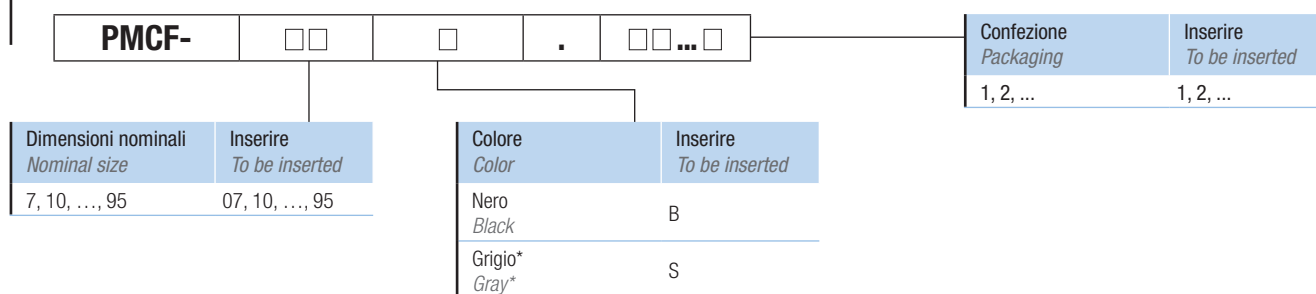 PMCF- □□ □ . □□...□
Confezione Inserire
Packaging To be inserted
1, 2, ... 1, 2, ...
Dimensioni nominali Inserire
Nominal size To be inserted
7, 10, …, 95 07, 10, …, 95
Colore Inserire
Color To be inserted
Nero
Black
B
Grigio*
Gray*
S